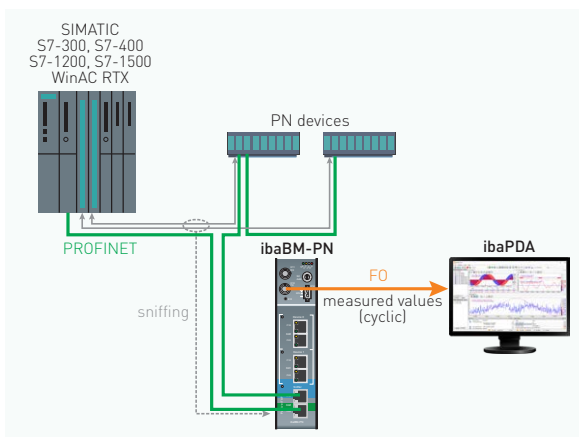 SIMATIC
S7-300, S7-400
S7-1200, S7-1500
WinAC RTX
PN devices
PROFINET
ibaBM-PN
ibaPDA
FO
measured values
(cyclic)
sniffing